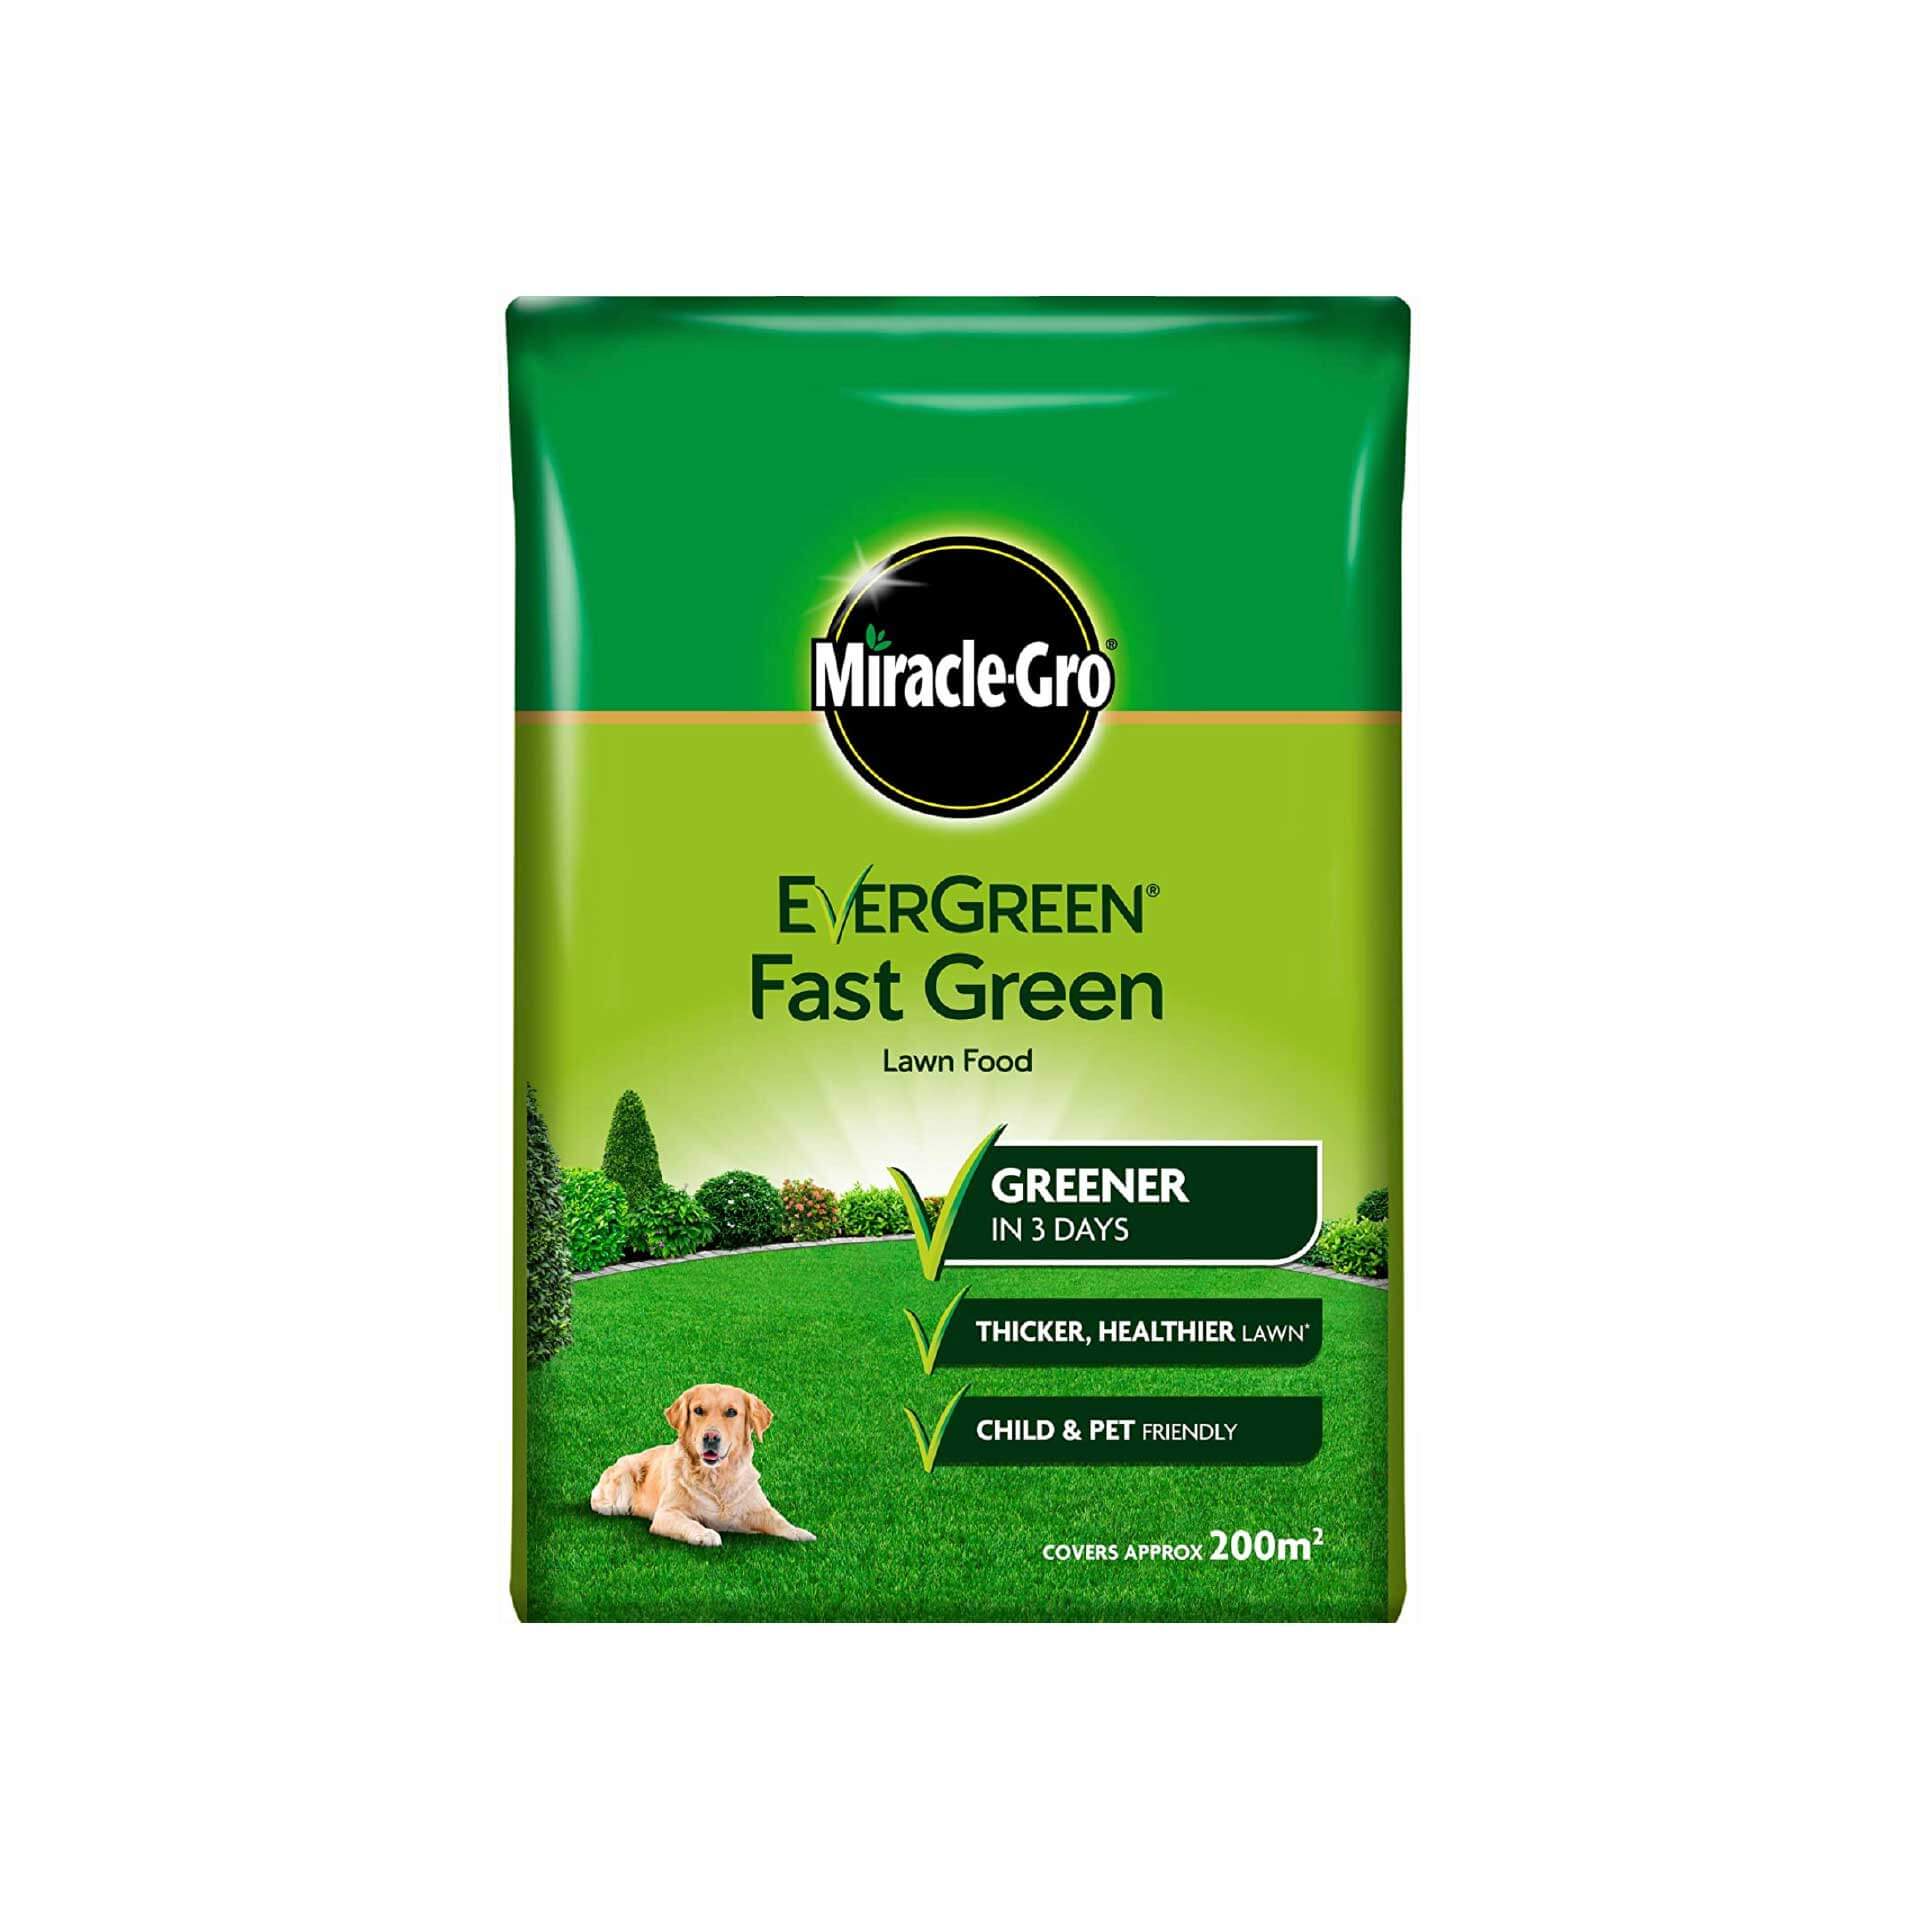 Miracle-Gro®
EVERGREEN®
Fast Green
Lawn Food
GREENER
IN 3 DAYS
THICKER, HEALTHIER LAWN*
CHILD & PET FRIENDLY
COVERS APPROX 200m²